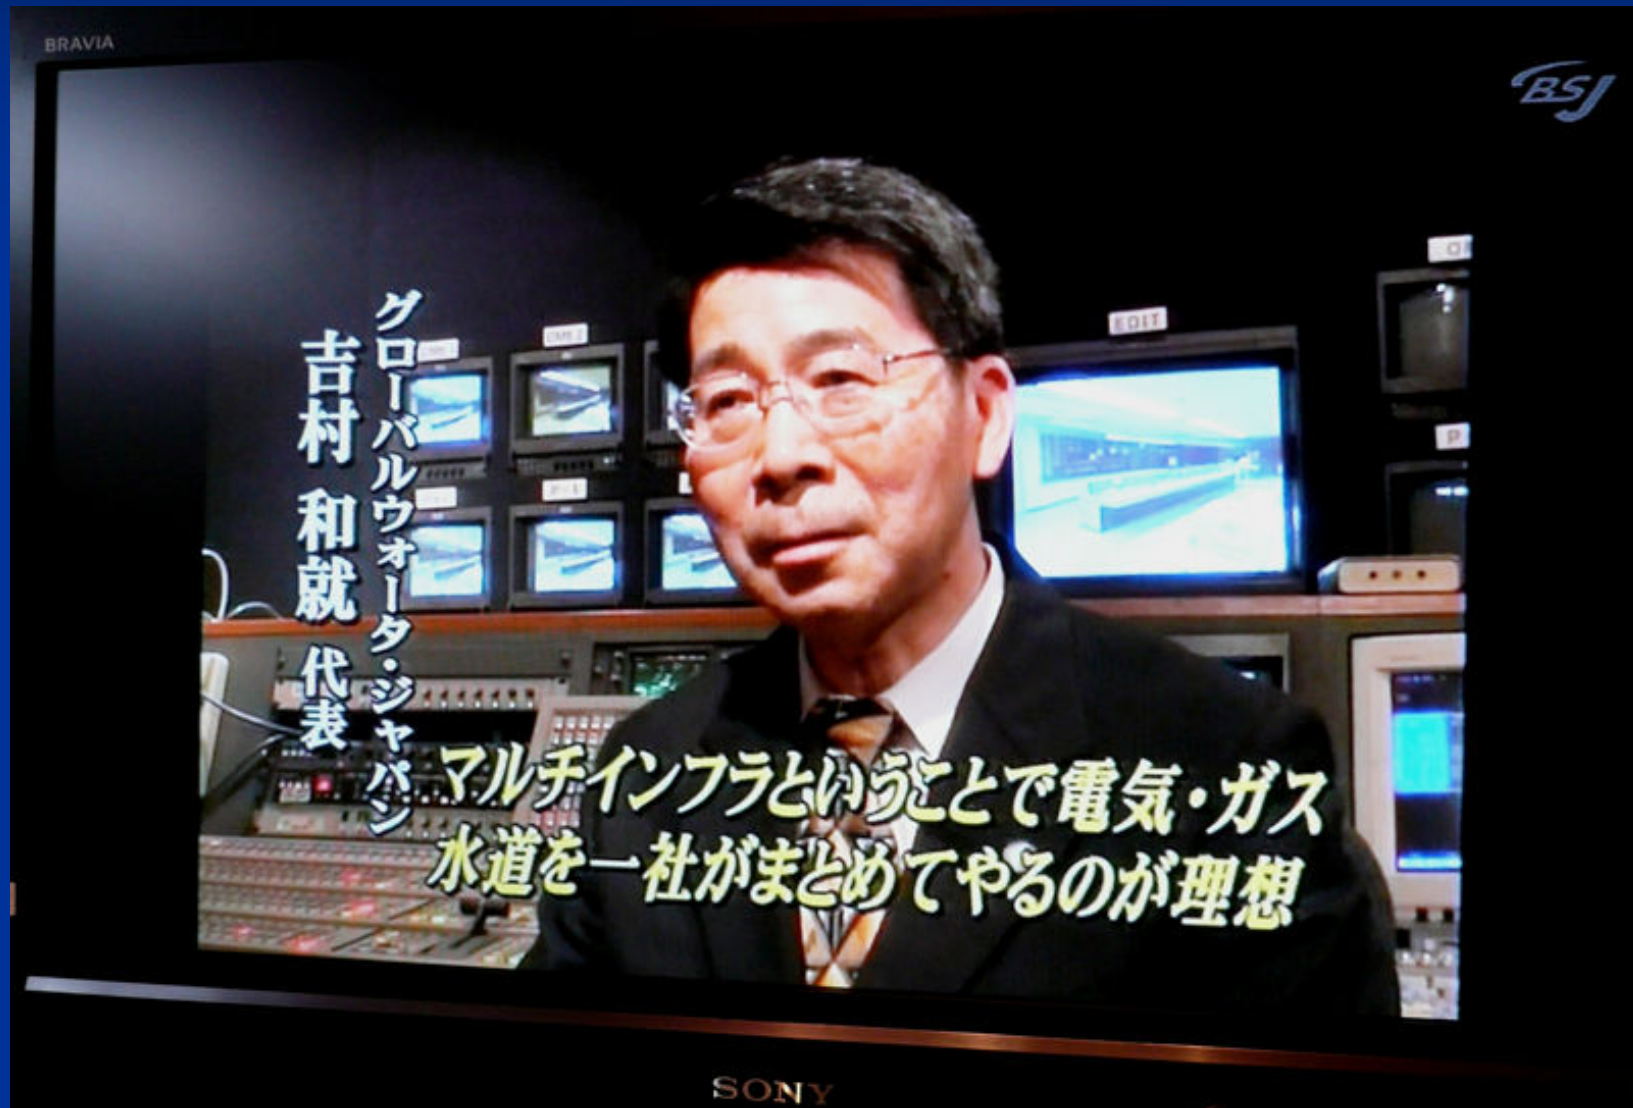 BRAVIA
BSJ
グローバルウォータ・ジャパン
吉村 和就 代表
EDIT
マルチインフラということで電気・ガス
水道を一社がまとめてやるのが理想
SONY